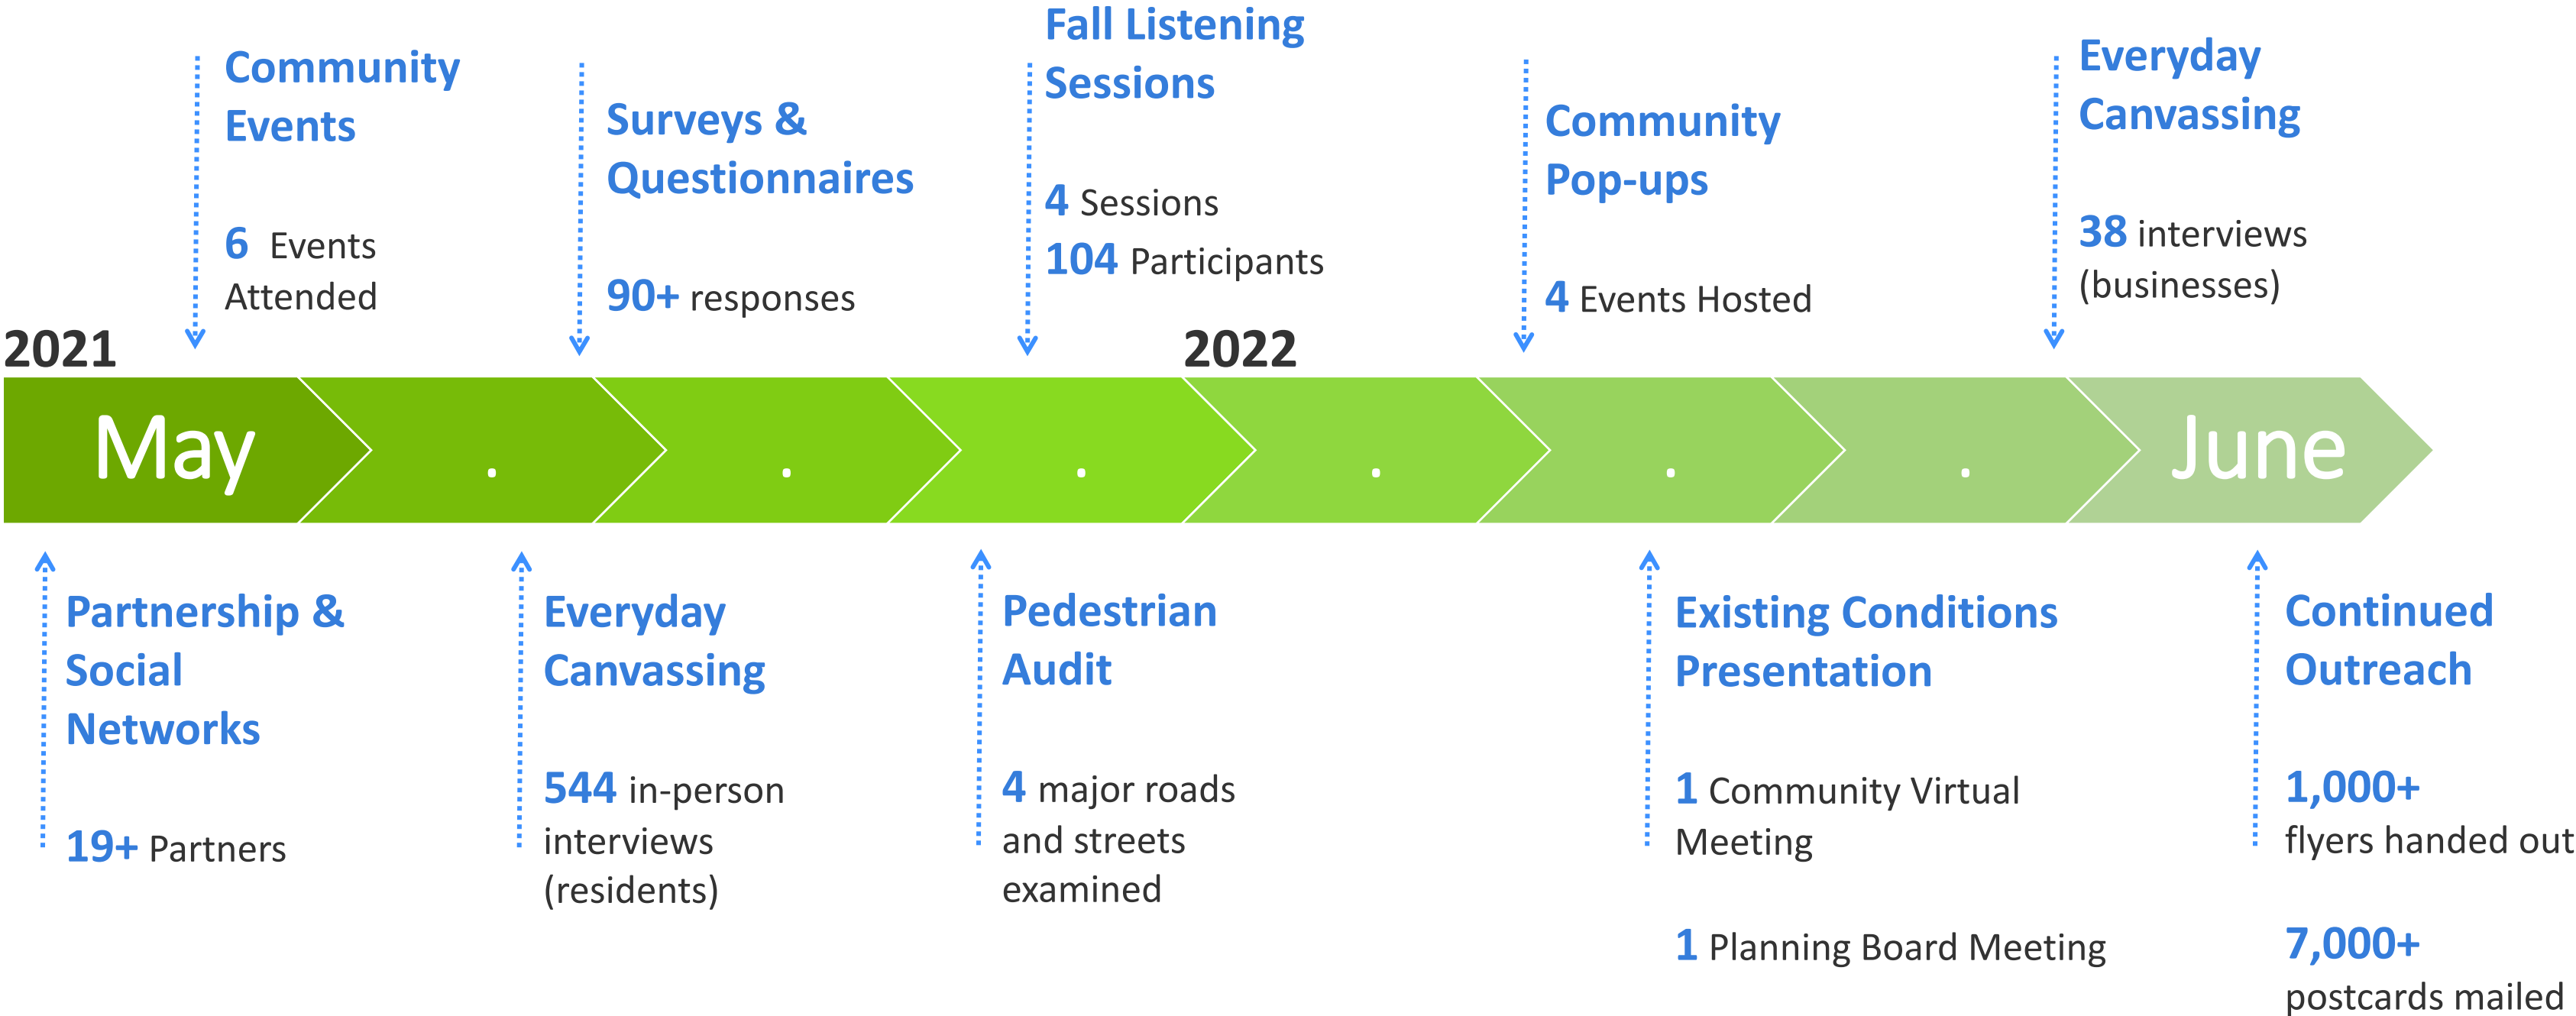 Community
Events
6 Events
Attended
Surveys &
Questionnaires
90+ responses
Fall Listening
Sessions
4 Sessions
104 Participants
Community
Pop-ups
4 Events Hosted
Everyday
Canvassing
38 interviews
(businesses)
2021
2022
May
.
.
.
.
.
.
June
Partnership &
Social
Networks
19+ Partners
Everyday
Canvassing
544 in-person
interviews
(residents)
Pedestrian
Audit
4 major roads
and streets
examined
Existing Conditions
Presentation
1 Community Virtual
Meeting
1 Planning Board Meeting
Continued
Outreach
1,000+
flyers handed out
7,000+
postcards mailed